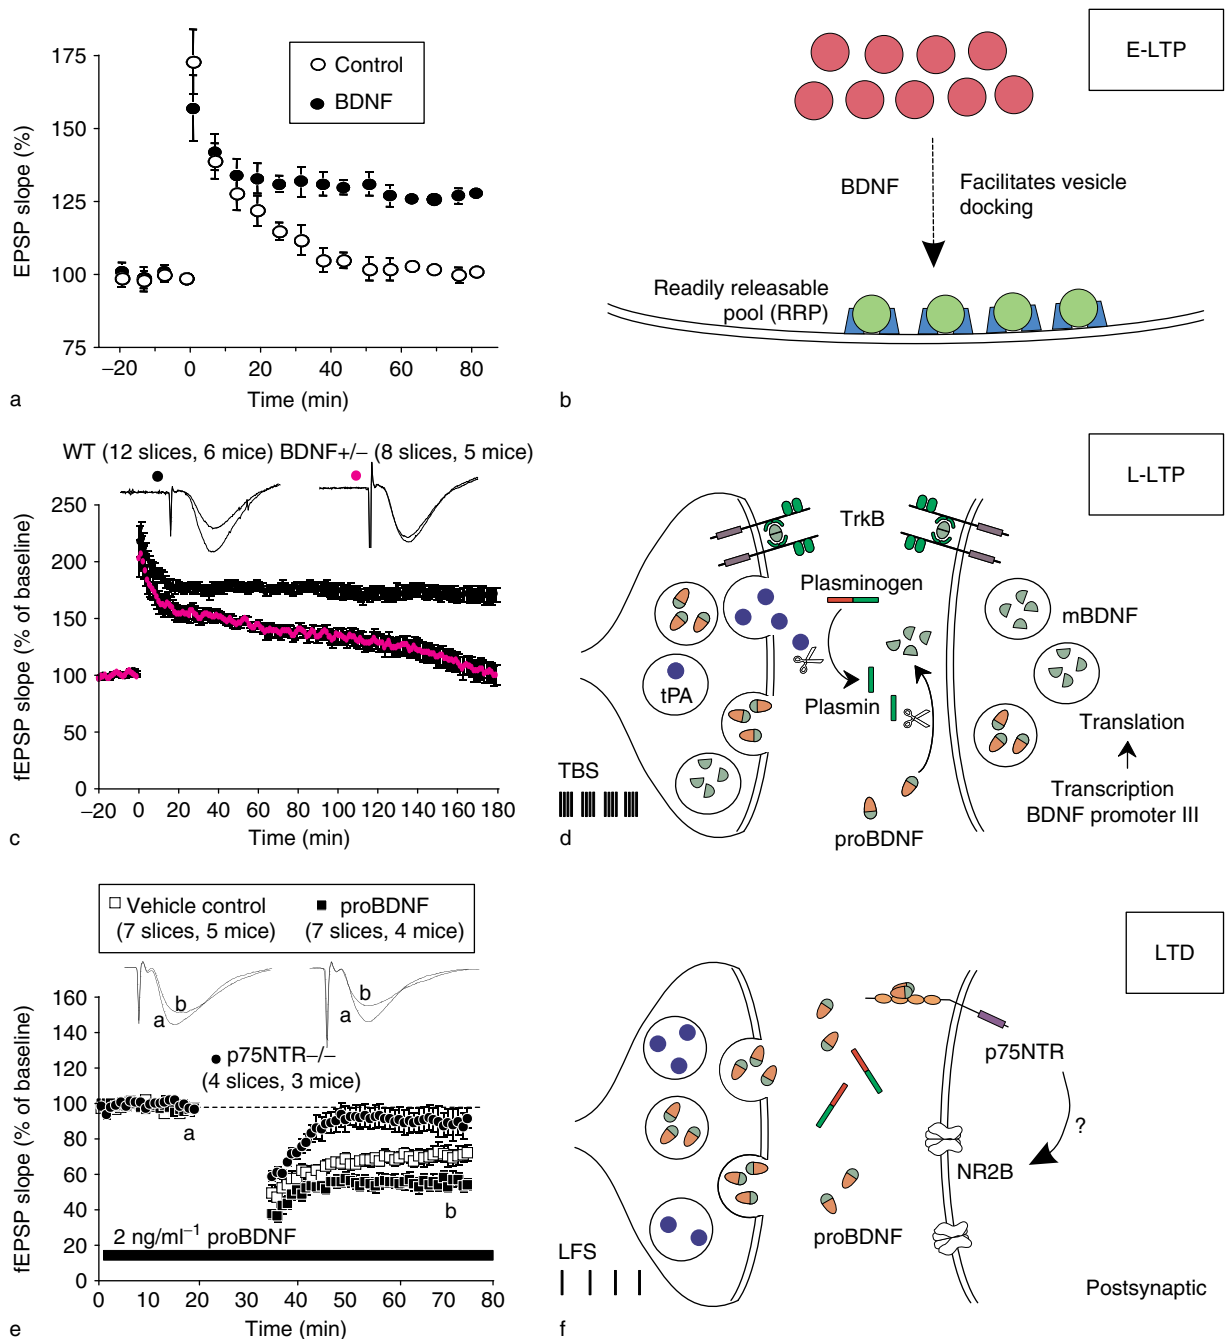 175
150
125
100
75
EPSP slope (%)
Control
BDNF
−20
0
20
40
60
80
Time (min)
a
E-LTP
BDNF
Facilitates vesicle
docking
Readily releasable
pool (RRP)
b
WT (12 slices, 6 mice) BDNF+/− (8 slices, 5 mice)
250
200
150
100
50
0
fEPSP slope (% of baseline)
−20
0
20
40
60
80
100
120
140
160
180
Time (min)
c
L-LTP
TrkB
Plasminogen
mBDNF
tPA
Plasmin
Translation
TBS
Transcription
BDNF promoter III
proBDNF
d
Vehicle control
(7 slices, 5 mice)
proBDNF
(7 slices, 4 mice)
b
a
b
a
p75NTR−/−
(4 slices, 3 mice)
160
140
120
100
80
60
40
20
0
fEPSP slope (% of baseline)
a
b
2 ng/ml⁻¹ proBDNF
0
10
20
30
40
50
60
70
80
Time (min)
e
LTD
p75NTR
?
NR2B
proBDNF
LFS
Postsynaptic
f